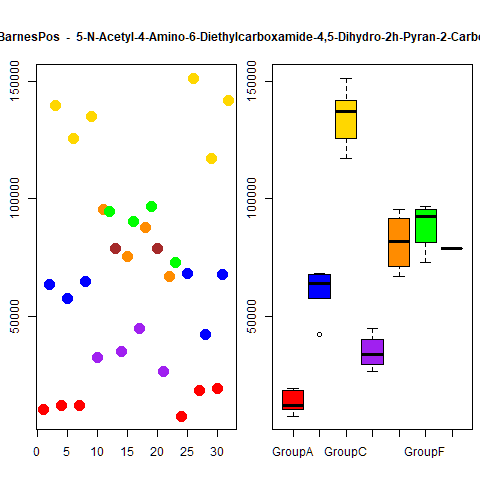 BarnesPos - 5-N-Acetyl-4-Amino-6-Diethylcarboxamide-4,5-Dihydro-2h-Pyran-2-Carbo
150000
100000
50000
0 5 10 15 20 25 30
150000
100000
50000
GroupA GroupC GroupF